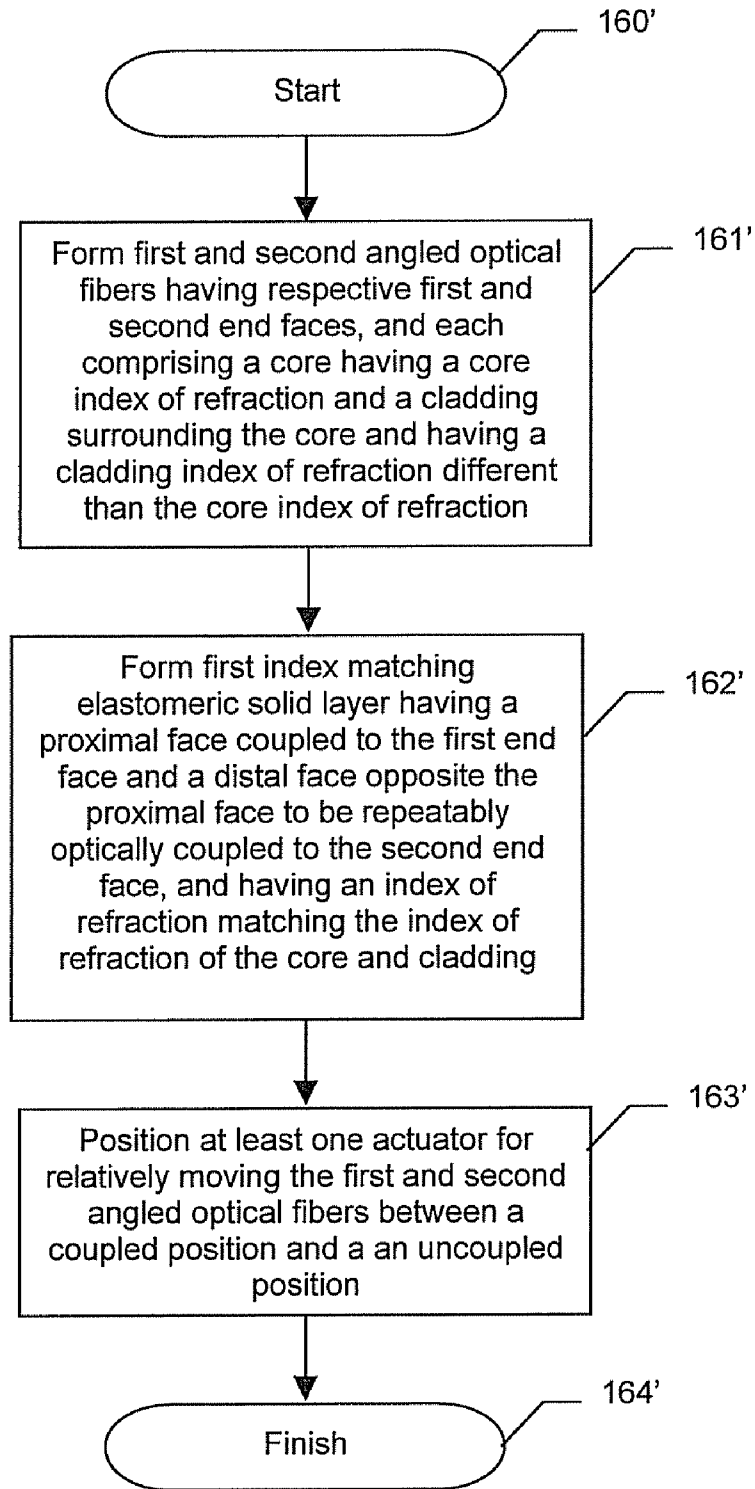 160'
Start
161'
Form first and second angled optical
fibers having respective first and
second end faces, and each
comprising a core having a core
index of refraction and a cladding
surrounding the core and having a
cladding index of refraction different
than the core index of refraction
162'
Form first index matching
elastomeric solid layer having a
proximal face coupled to the first end
face and a distal face opposite the
proximal face to be repeatably
optically coupled to the second end
face, and having an index of
refraction matching the index of
refraction of the core and cladding
163'
Position at least one actuator for
relatively moving the first and second
angled optical fibers between a
coupled position and a an uncoupled
position
164'
Finish